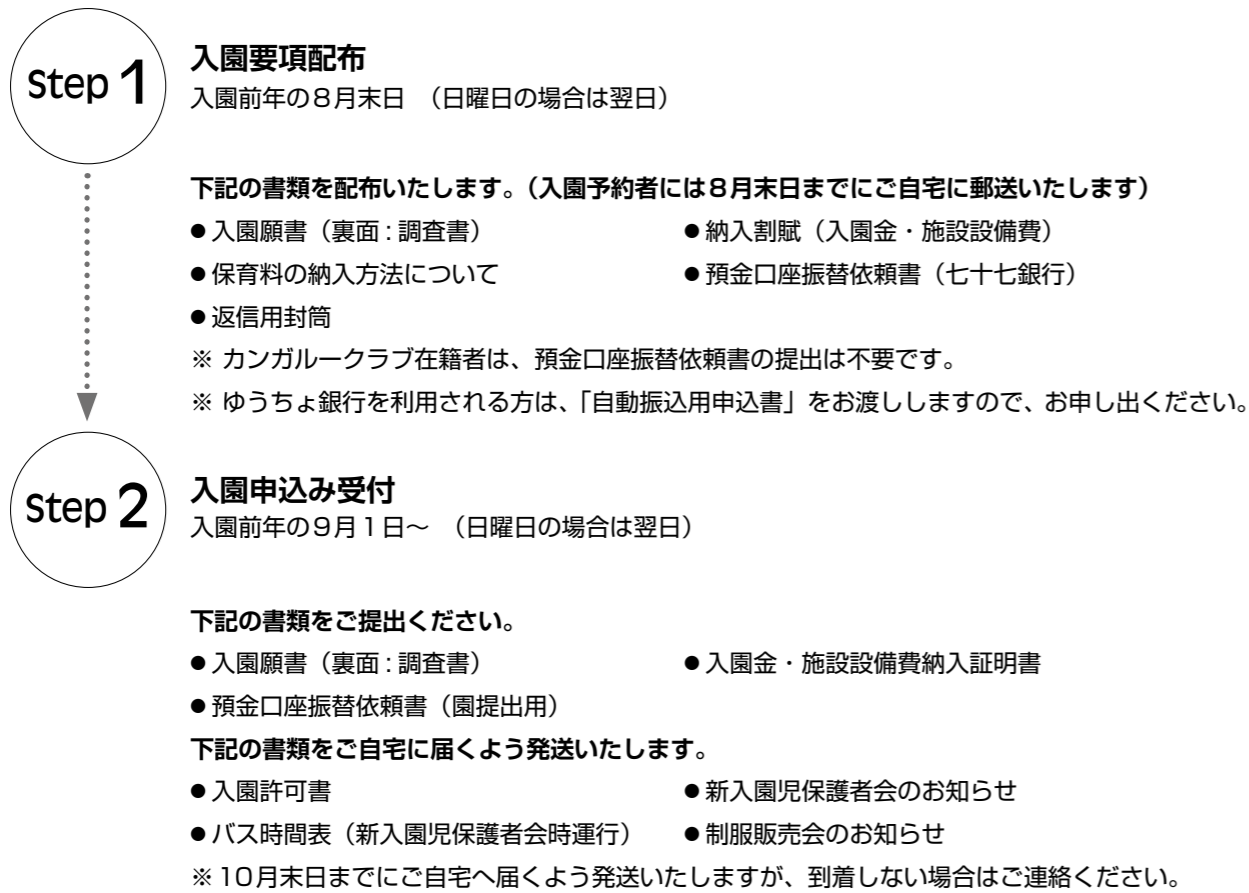 Step 1
入園要項配布
入園前年の8月末日 （日曜日の場合は翌日）
下記の書類を配布いたします。（入園予約者には8月末日までにご自宅に郵送いたします）
●入園願書（裏面：調査書） ●納入割賦（入園金・施設設備費）
●保育料の納入方法について ●預金口座振替依頼書（七十七銀行）
●返信用封筒
※ カンガルークラブ在籍者は、預金口座振替依頼書の提出は不要です。
※ ゆうちょ銀行を利用される方は、「自動振込用申込書」をお渡ししますので、お申し出ください。
Step 2
入園申込み受付
入園前年の9月1日〜 （日曜日の場合は翌日）
下記の書類をご提出ください。
●入園願書（裏面：調査書） ●入園金・施設設備費納入証明書
●預金口座振替依頼書（園提出用）
下記の書類をご自宅に届くよう発送いたします。
●入園許可書 ●新入園児保護者会のお知らせ
●バス時間表（新入園児保護者会時運行） ●制服販売会のお知らせ
※10月末日までにご自宅へ届くよう発送いたしますが、到着しない場合はご連絡ください。